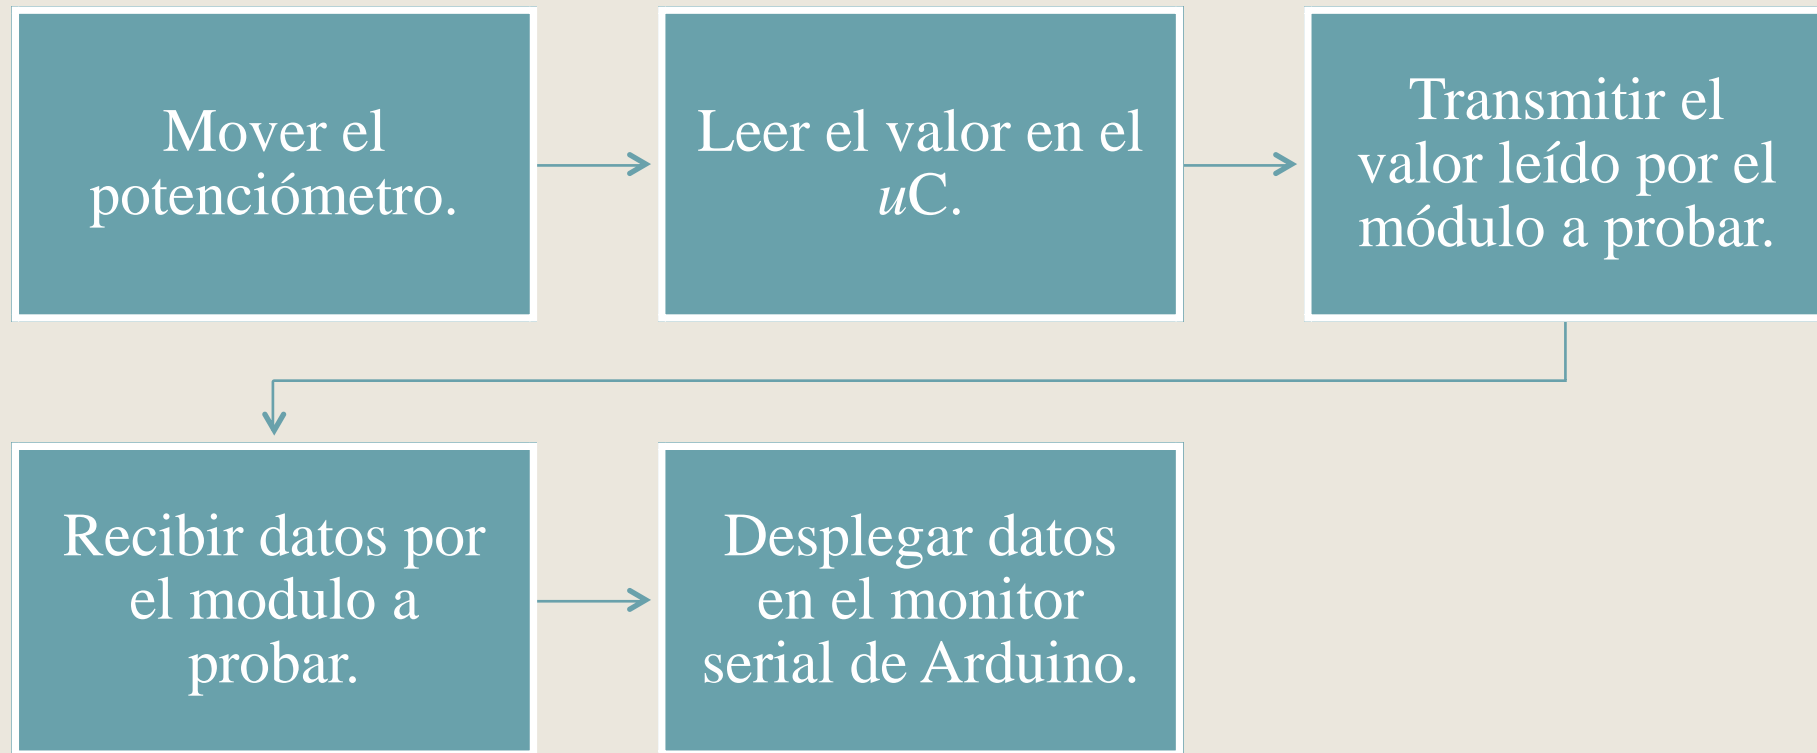 Mover el
potenciómetro.
Leer el valor en el
uC.
Transmitir el
valor leído por el
módulo a probar.
Recibir datos por
el modulo a
probar.
Desplegar datos
en el monitor
serial de Arduino.